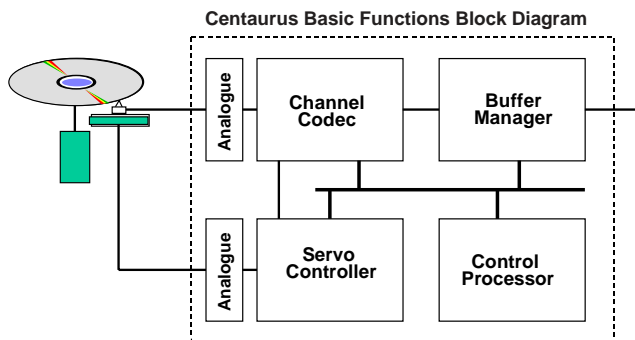 Centaurus Basic Functions Block Diagram
Analogue
Channel
Codec
Buffer
Manager
Analogue
Servo
Controller
Control
Processor